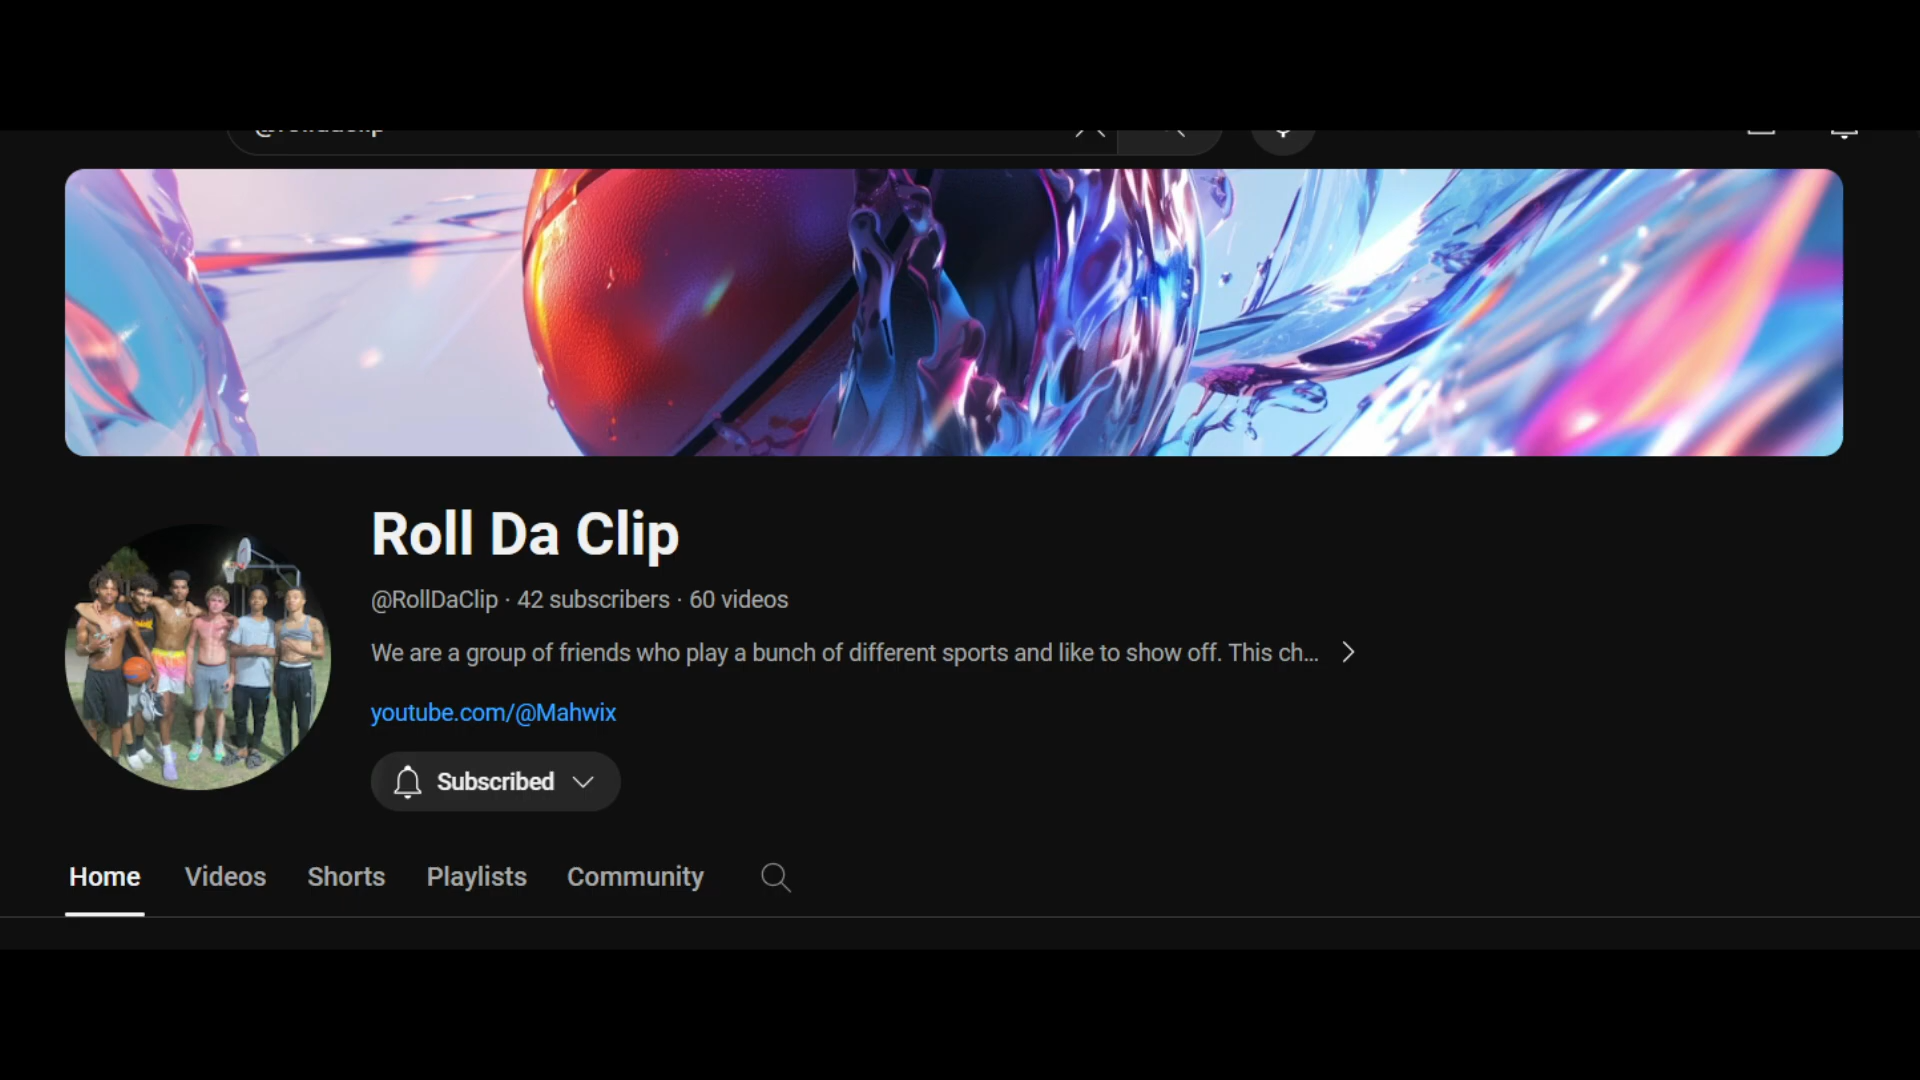 Roll Da Clip
@RollDaClip · 42 subscribers · 60 videos
We are a group of friends who play a bunch of different sports and like to show off. This ch...
youtube.com/@Mahwix
Subscribed
Home Videos Shorts Playlists Community